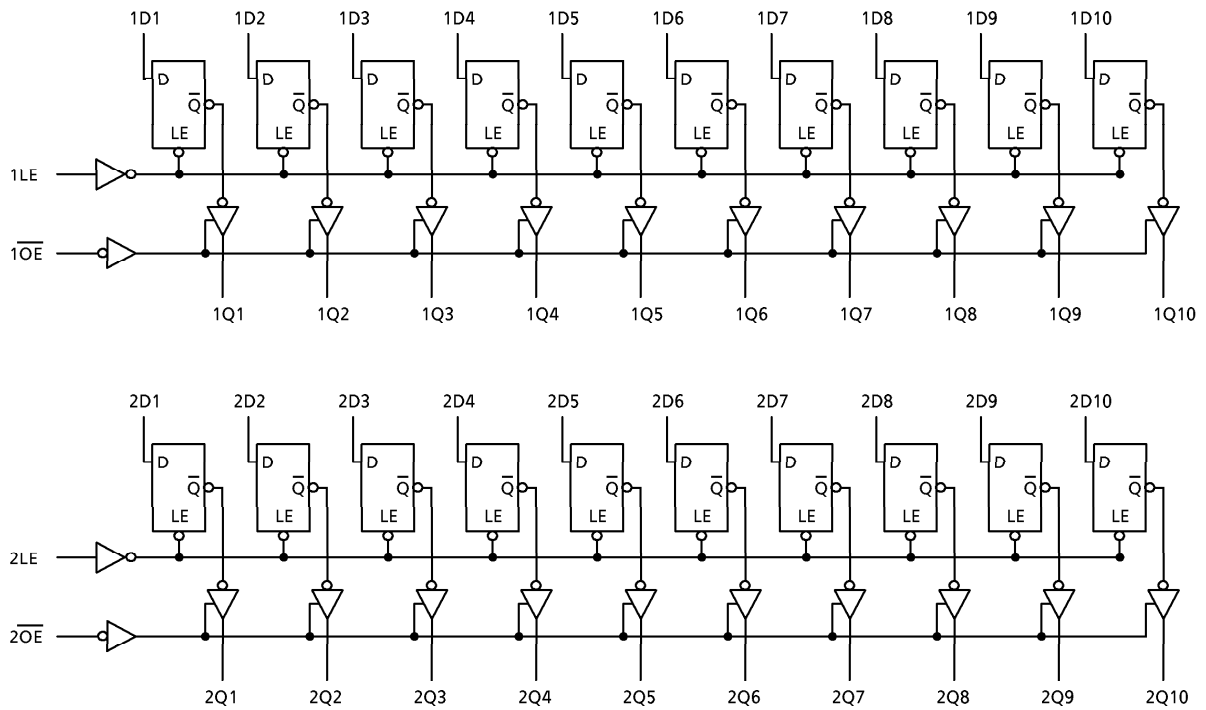 1D1 1D2 1D3 1D4 1D5 1D6 1D7 1D8 1D9 1D10
D D D D D D D D D D
Q̅ Q̅ Q̅ Q̅ Q̅ Q̅ Q̅ Q̅ Q̅ Q̅
LE LE LE LE LE LE LE LE LE LE
1LE
1O̅E̅
1Q1 1Q2 1Q3 1Q4 1Q5 1Q6 1Q7 1Q8 1Q9 1Q10
2D1 2D2 2D3 2D4 2D5 2D6 2D7 2D8 2D9 2D10
D D D D D D D D D D
Q̅ Q̅ Q̅ Q̅ Q̅ Q̅ Q̅ Q̅ Q̅ Q̅
LE LE LE LE LE LE LE LE LE LE
2LE
2O̅E̅
2Q1 2Q2 2Q3 2Q4 2Q5 2Q6 2Q7 2Q8 2Q9 2Q10